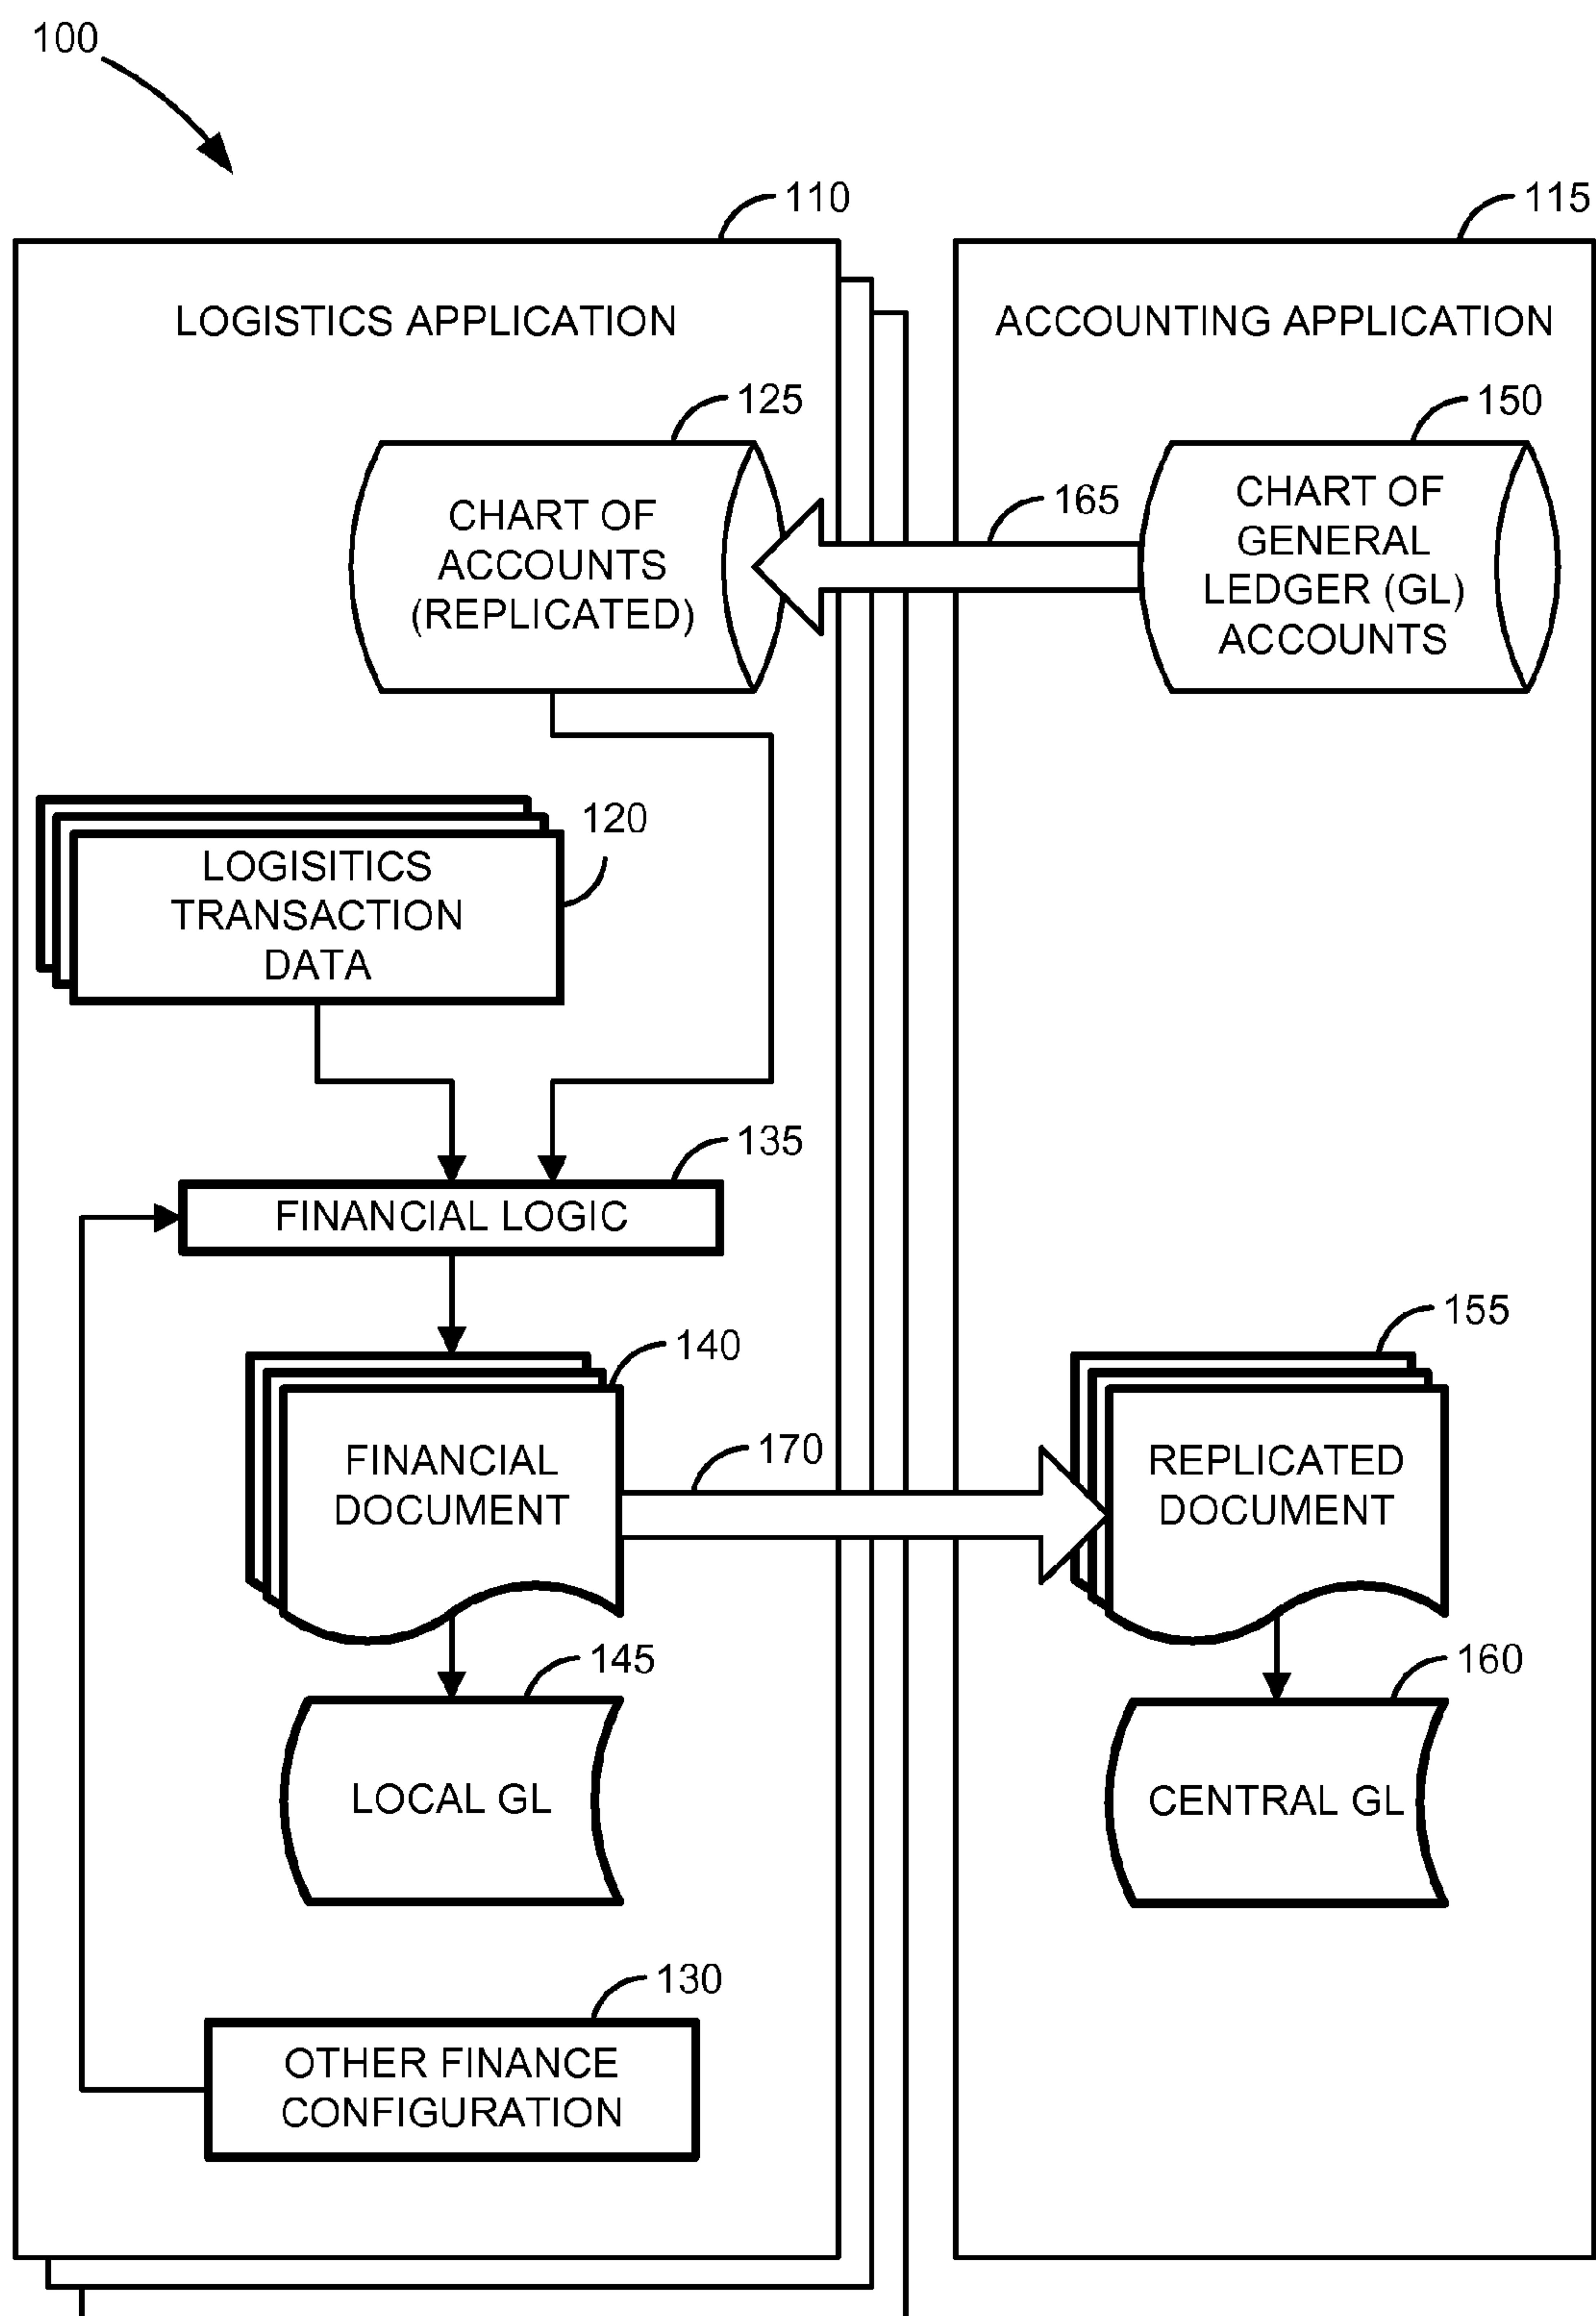 100
110
115
LOGISTICS APPLICATION
ACCOUNTING APPLICATION
125
150
CHART OF
ACCOUNTS
(REPLICATED)
165
CHART OF
GENERAL
LEDGER (GL)
ACCOUNTS
120
LOGISITICS
TRANSACTION
DATA
135
FINANCIAL LOGIC
155
140
FINANCIAL
DOCUMENT
170
REPLICATED
DOCUMENT
145
160
LOCAL GL
CENTRAL GL
130
OTHER FINANCE
CONFIGURATION